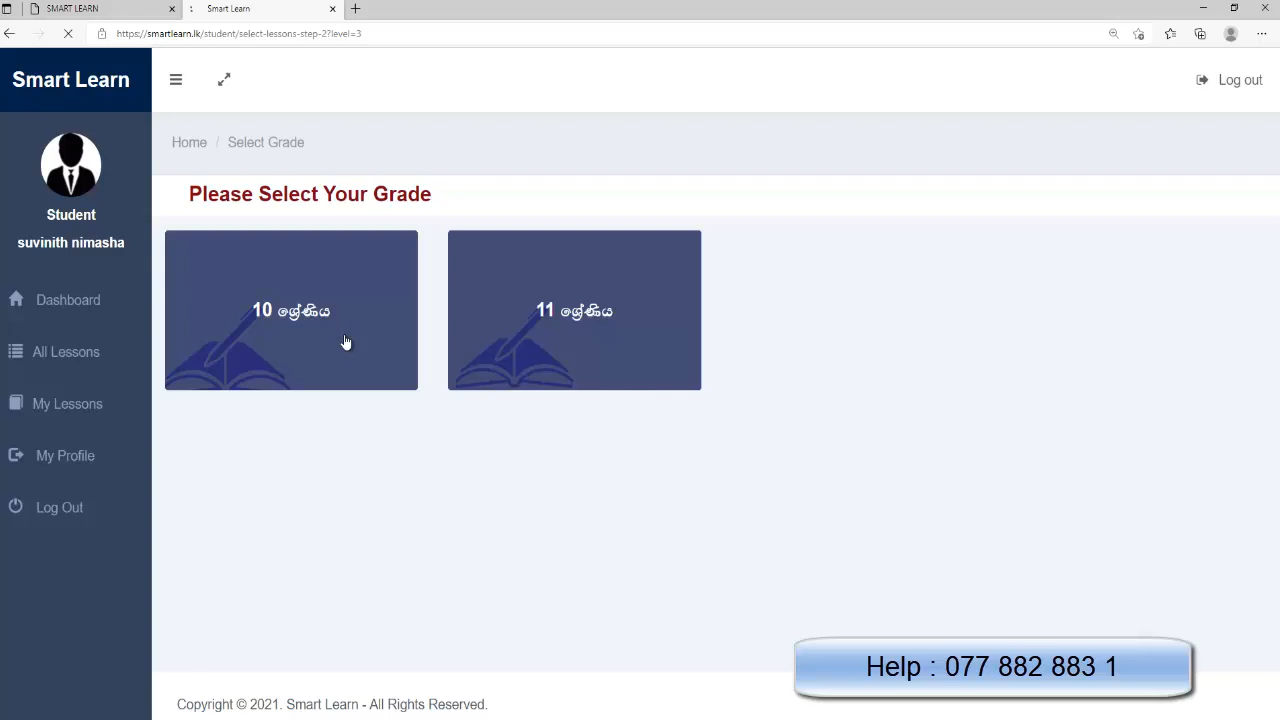 SMART LEARN
Smart Learn
https://smartlearn.lk/student/select-lessons-step-2?level=3
Smart Learn
Log out
Home / Select Grade
Please Select Your Grade
Student
suvinith nimasha
10 ශ්‍රේණිය
11 ශ්‍රේණිය
Dashboard
All Lessons
My Lessons
My Profile
Log Out
Help : 077 882 883 1
Copyright © 2021. Smart Learn - All Rights Reserved.